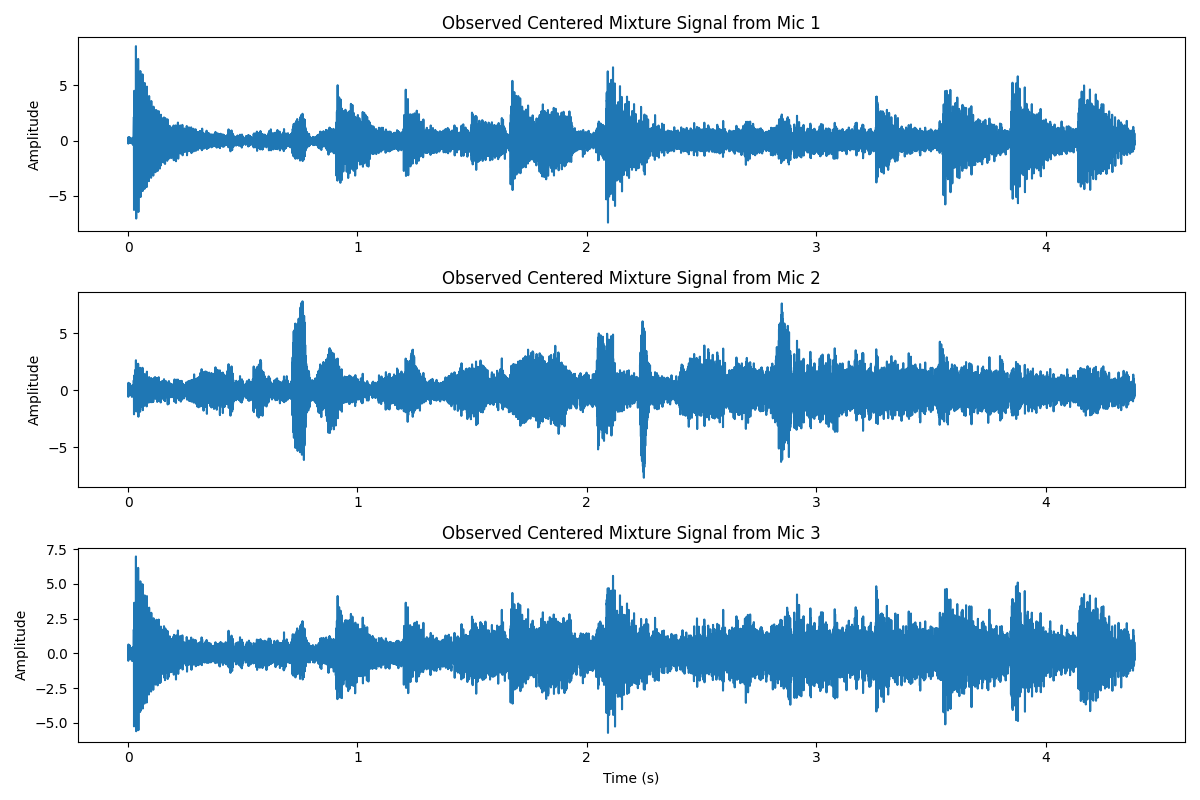 Observed Centered Mixture Signal from Mic 1
Amplitude
5
0
−5
0 1 2 3 4
Observed Centered Mixture Signal from Mic 2
Amplitude
5
0
−5
0 1 2 3 4
Observed Centered Mixture Signal from Mic 3
Amplitude
7.5
5.0
2.5
0.0
−2.5
−5.0
0 1 2 3 4
Time (s)